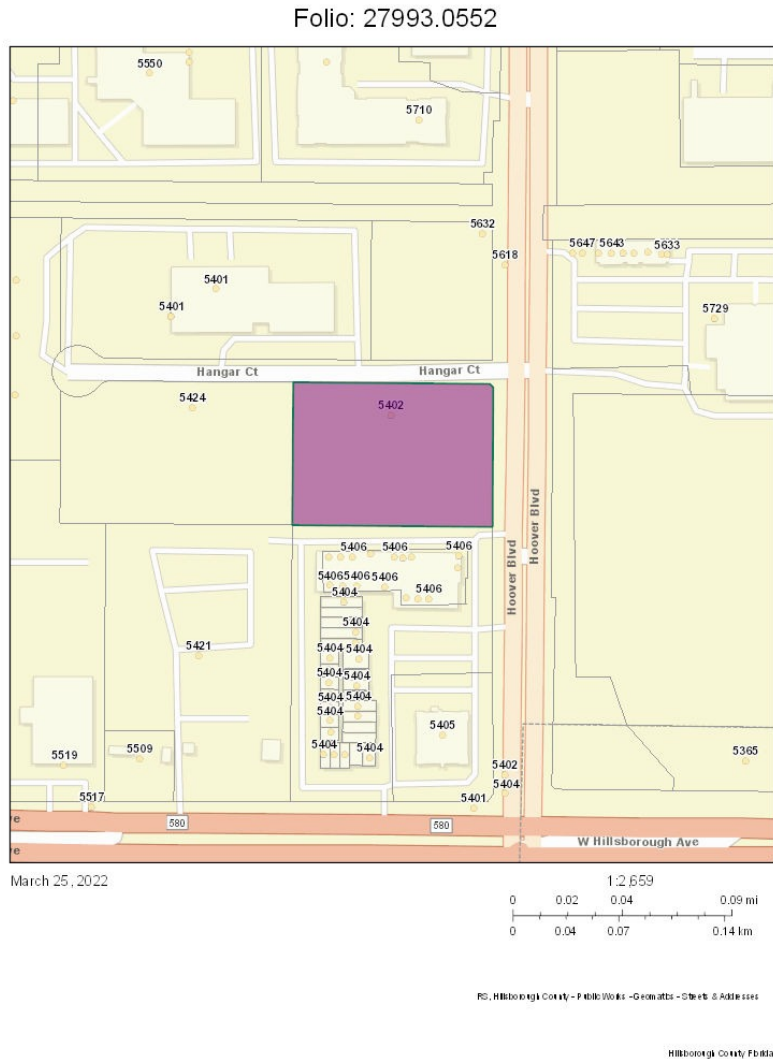 Folio: 27993.0552
5550
5710
5632
5618
5647 5643 5633
5401
5401
5729
Hangar Ct
Hangar Ct
5424
5402
Hoover Blvd
Hoover Blvd
5406 5406 5406
5406 5406 5406 5406
5404
5404
5421
5404 5404
5404 5404
5404 5404
5404
5405
5404 5404
5519
5509
5365
5402
5404
5517
5401
ve
580
580
W Hillsborough Ave
ve
March 25, 2022
1:2,659
0 0.02 0.04 0.09 mi
0 0.04 0.07 0.14 km
RS, Hillsborough County - Public Works - Geomatics - Streets & Addresses
Hillsborough County Florida